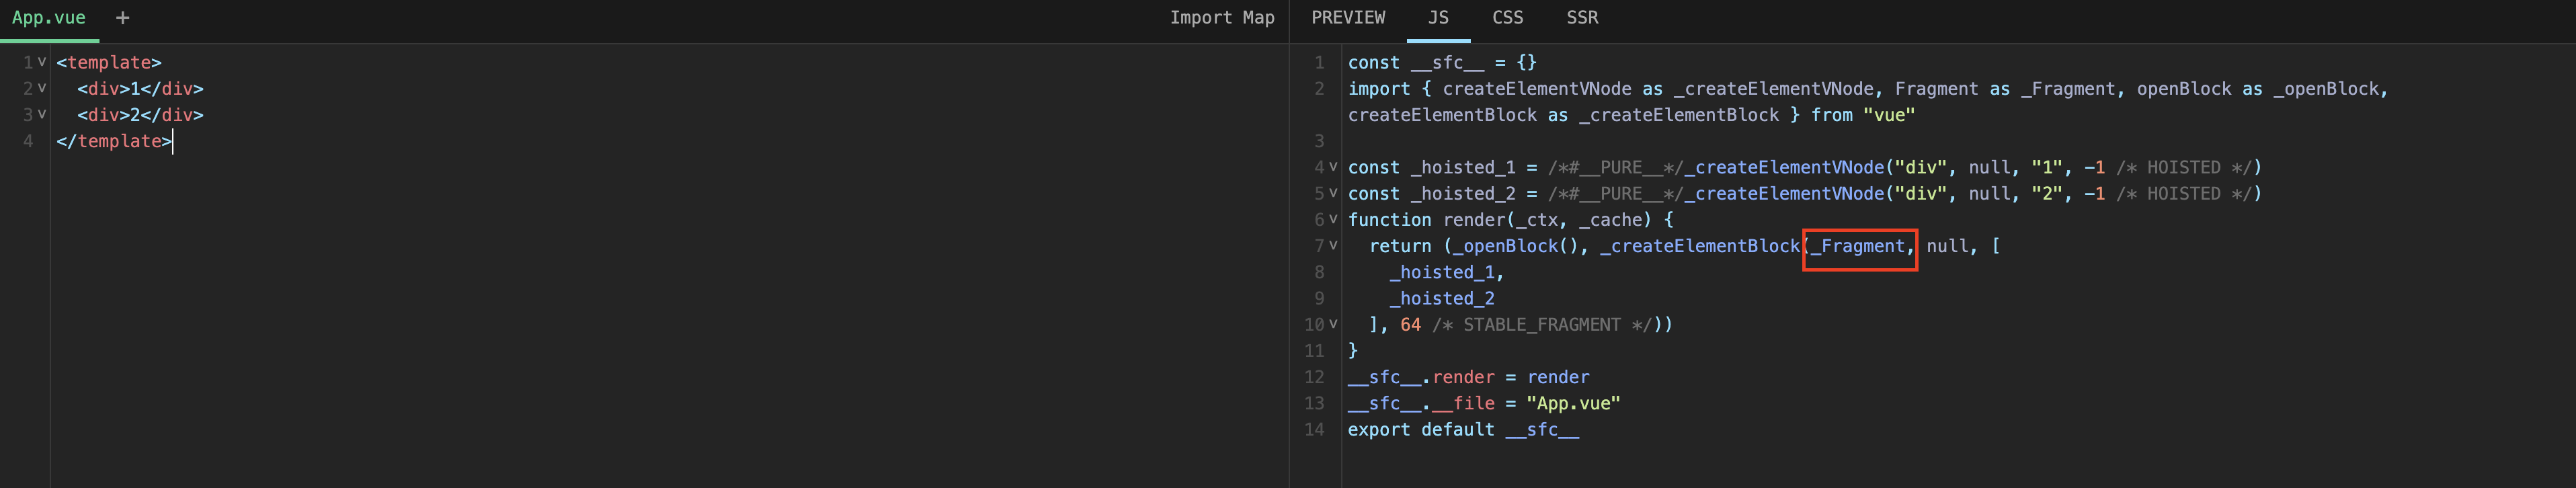 App.vue + Import Map
1 <template>
2 <div>1</div>
3 <div>2</div>
4 </template>
PREVIEW JS CSS SSR
1 const __sfc__ = {}
2 import { createElementVNode as _createElementVNode, Fragment as _Fragment, openBlock as _openBlock,
createElementBlock as _createElementBlock } from "vue"
3
4 const _hoisted_1 = /*#__PURE__*/_createElementVNode("div", null, "1", -1 /* HOISTED */)
5 const _hoisted_2 = /*#__PURE__*/_createElementVNode("div", null, "2", -1 /* HOISTED */)
6 function render(_ctx, _cache) {
7 return (_openBlock(), _createElementBlock(_Fragment, null, [
8 _hoisted_1,
9 _hoisted_2
10 ], 64 /* STABLE_FRAGMENT */))
11 }
12 __sfc__.render = render
13 __sfc__.__file = "App.vue"
14 export default __sfc__